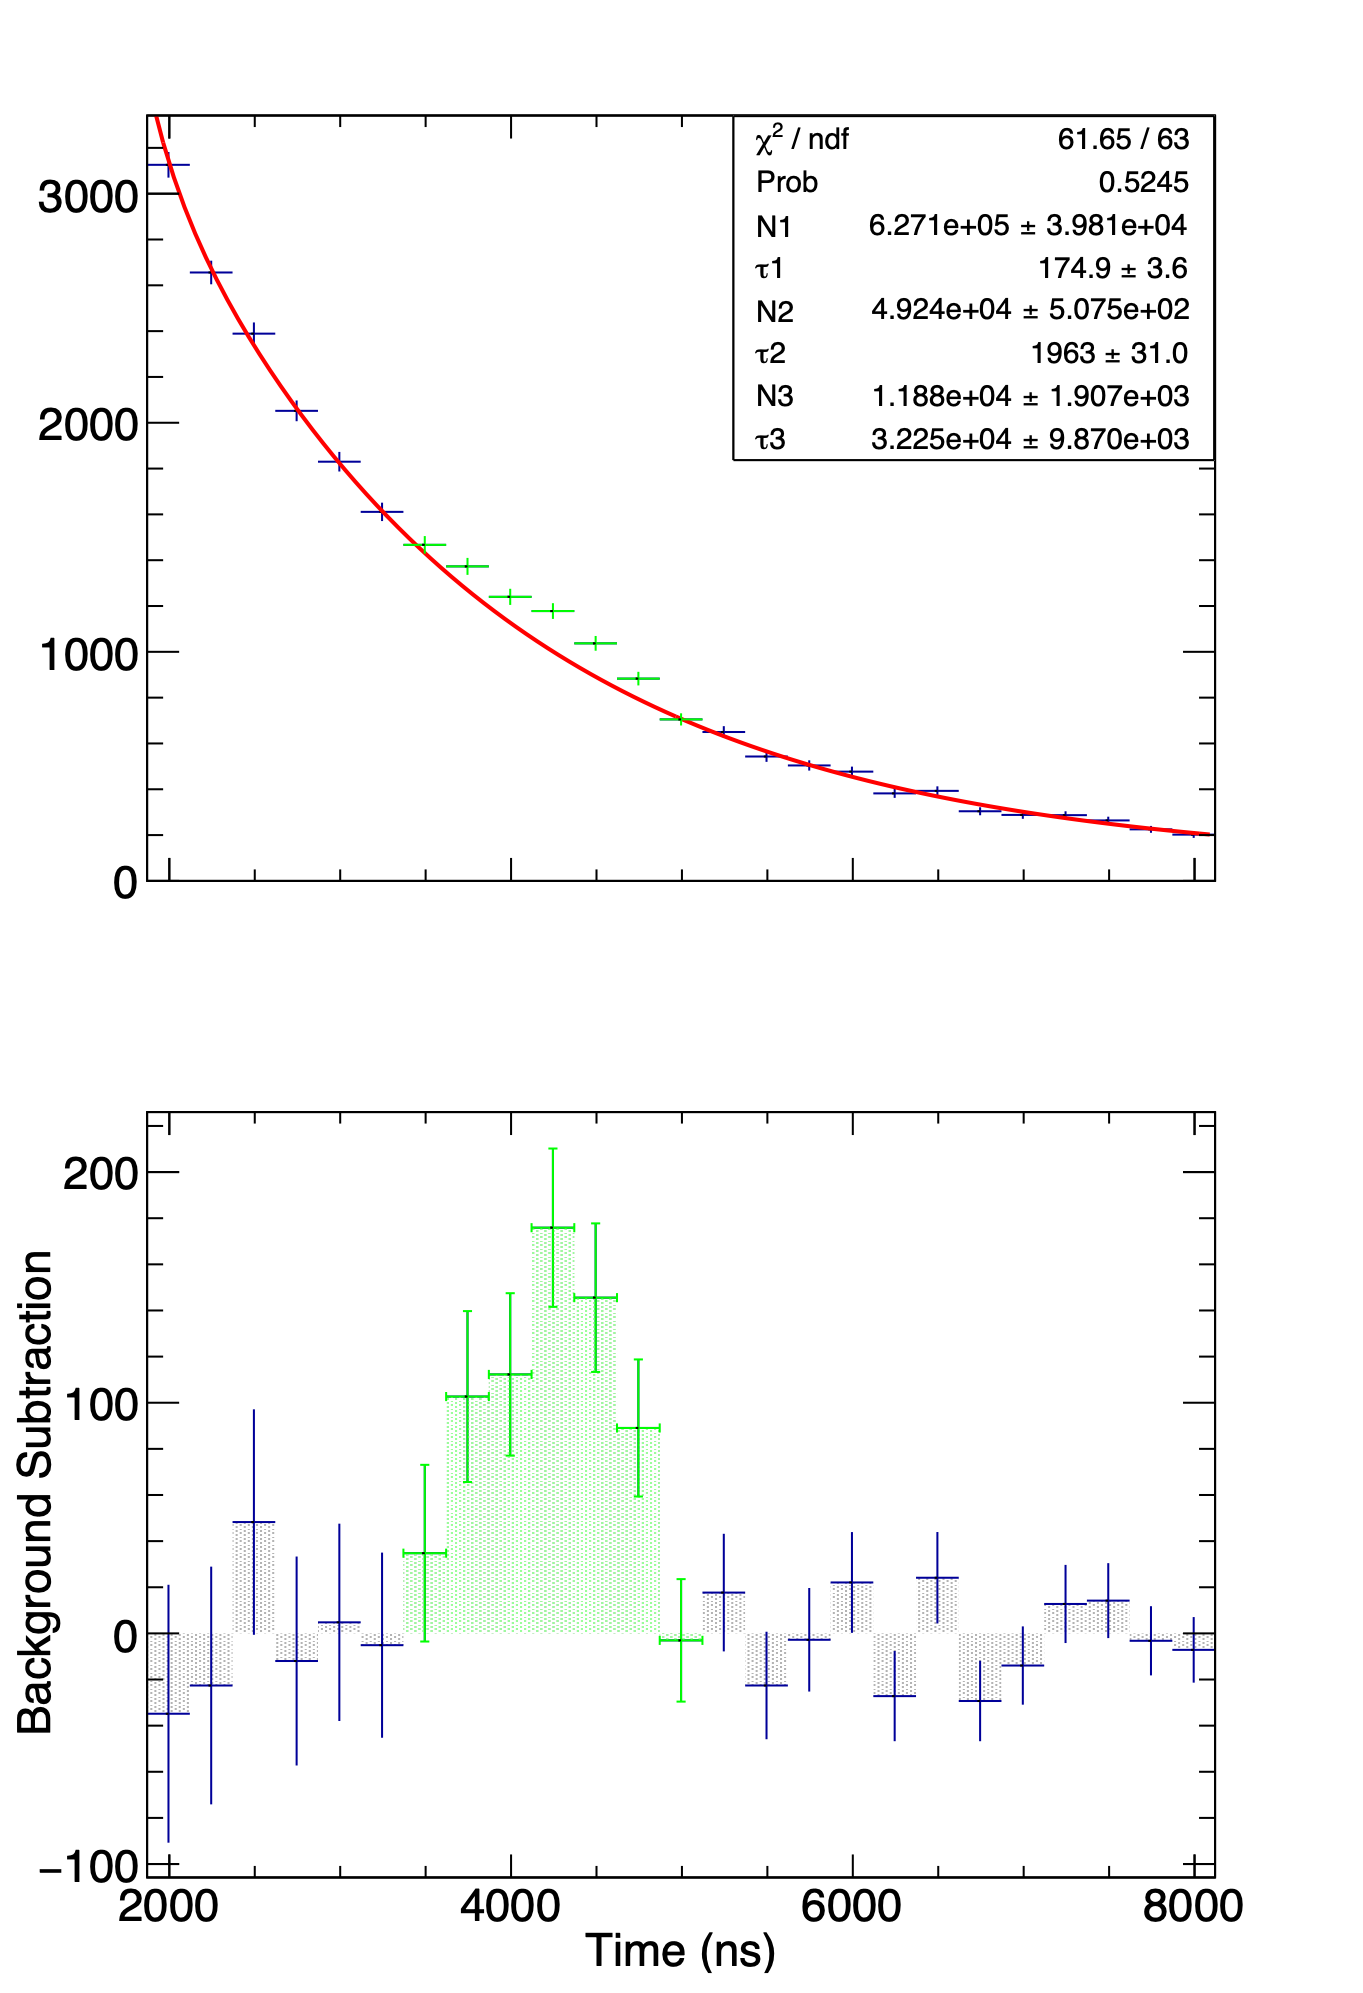 χ2 / ndf 61.65 / 63
Prob 0.5245
N1 6.271e+05 ± 3.981e+04
τ1 174.9 ± 3.6
N2 4.924e+04 ± 5.075e+02
τ2 1963 ± 31.0
N3 1.188e+04 ± 1.907e+03
τ3 3.225e+04 ± 9.870e+03
3000
2000
1000
0
Background Subtraction
200
100
0
−100
2000 4000 6000 8000
Time (ns)